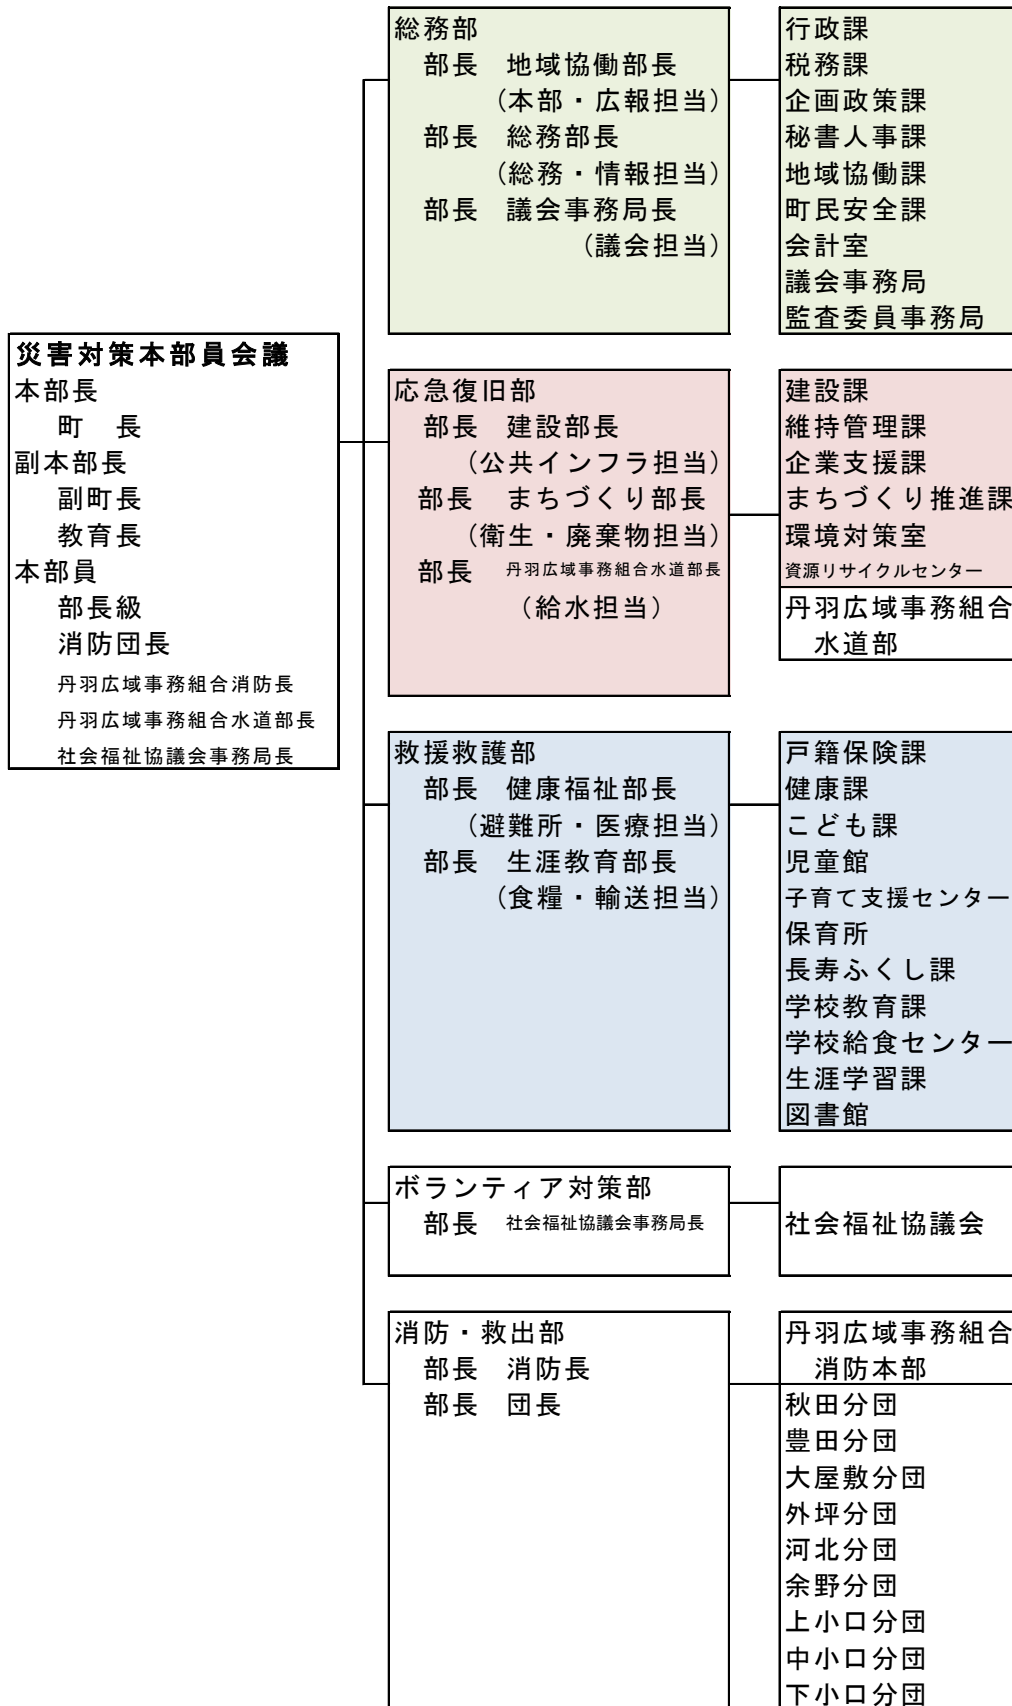 災害対策本部員会議
本部長
町　長
副本部長
副町長
教育長
本部員
部長級
消防団長
丹羽広域事務組合消防長
丹羽広域事務組合水道部長
社会福祉協議会事務局長
総務部
部長　地域協働部長
（本部・広報担当）
部長　総務部長
（総務・情報担当）
部長　議会事務局長
（議会担当）
行政課
税務課
企画政策課
秘書人事課
地域協働課
町民安全課
会計室
議会事務局
監査委員事務局
応急復旧部
部長　建設部長
（公共インフラ担当）
部長　まちづくり部長
（衛生・廃棄物担当）
部長　丹羽広域事務組合水道部長
（給水担当）
建設課
維持管理課
企業支援課
まちづくり推進課
環境対策室
資源リサイクルセンター
丹羽広域事務組合
水道部
救援救護部
部長　健康福祉部長
（避難所・医療担当）
部長　生涯教育部長
（食糧・輸送担当）
戸籍保険課
健康課
こども課
児童館
子育て支援センター
保育所
長寿ふくし課
学校教育課
学校給食センター
生涯学習課
図書館
ボランティア対策部
部長　社会福祉協議会事務局長
社会福祉協議会
消防・救出部
部長　消防長
部長　団長
丹羽広域事務組合
消防本部
秋田分団
豊田分団
大屋敷分団
外坪分団
河北分団
余野分団
上小口分団
中小口分団
下小口分団